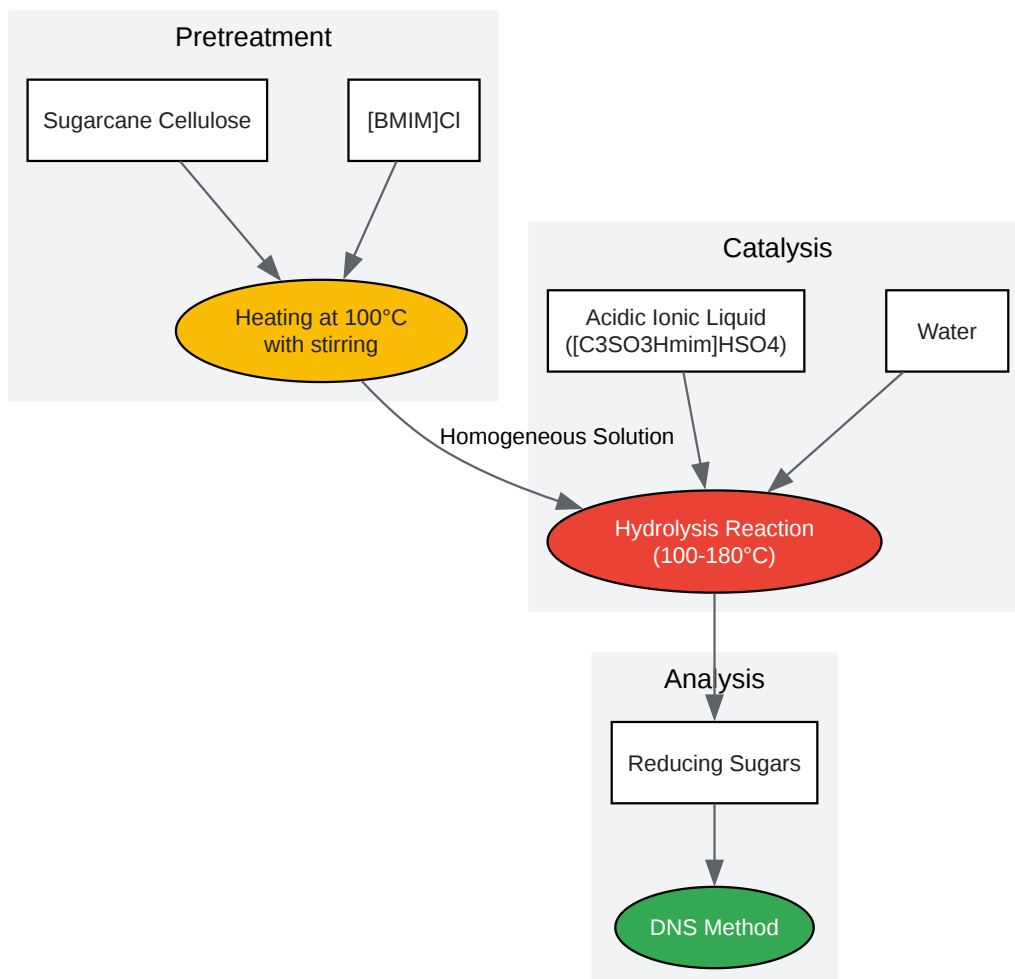 Pretreatment
Sugarcane Cellulose
[BMIM]Cl
Heating at 100°C
with stirring
Catalysis
Acidic Ionic Liquid
([C3SO3Hmim]HSO4)
Water
Homogeneous Solution
Hydrolysis Reaction
(100-180°C)
Analysis
Reducing Sugars
DNS Method